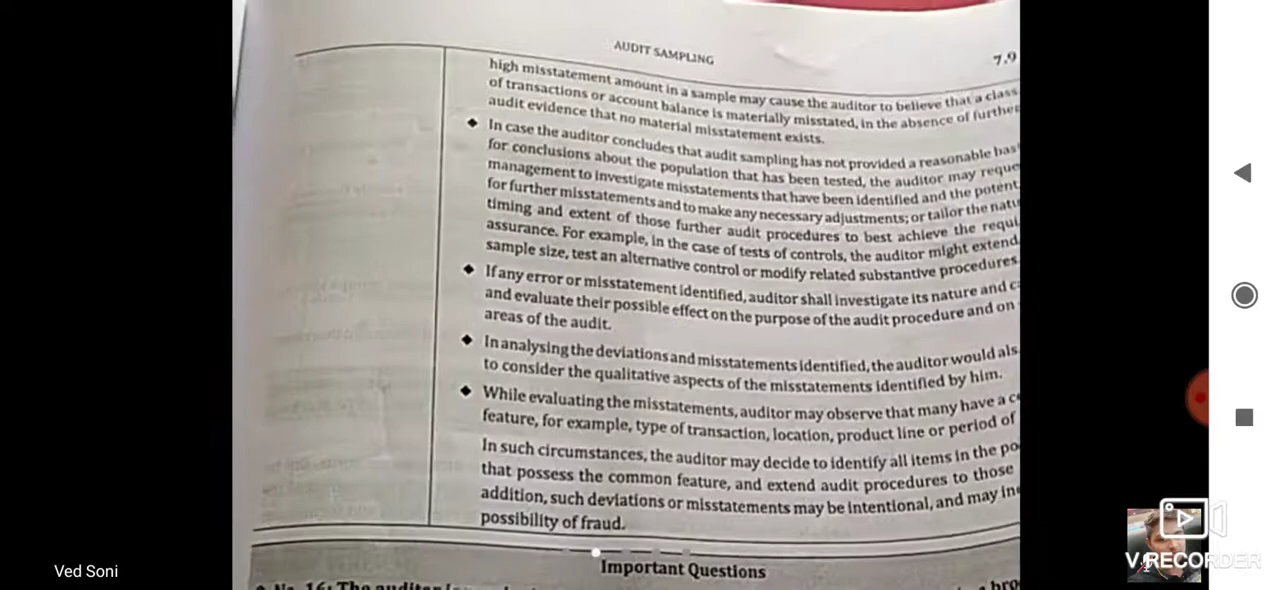 AUDIT SAMPLING
7.9
high misstatement amount in a sample may cause the auditor to believe that a class
of transactions or account balance is materially misstated, in the absence of further
audit evidence that no material misstatement exists.
◆ In case the auditor concludes that audit sampling has not provided a reasonable
for conclusions about the population that has been tested, the auditor may
management to investigate misstatements that have been identified and the
for further misstatements and to make any necessary adjustments; or tailor the
timing and extent of those further audit procedures to best achieve the
assurance. For example, in the case of tests of controls, the auditor might extend
sample size, test an alternative control or modify related substantive procedures
◆ If any error or misstatement identified, auditor shall investigate its nature and
and evaluate their possible effect on the purpose of the audit procedure and on
areas of the audit.
◆ In analysing the deviations and misstatements identified, the auditor would
to consider the qualitative aspects of the misstatements identified by him.
◆ While evaluating the misstatements, auditor may observe that many have a
feature, for example, type of transaction, location, product line or period of
In such circumstances, the auditor may decide to identify all items in the
that possess the common feature, and extend audit procedures to those
addition, such deviations or misstatements may be intentional, and may
possibility of fraud.
Important Questions
16: The
Ved Soni
V RECORDER